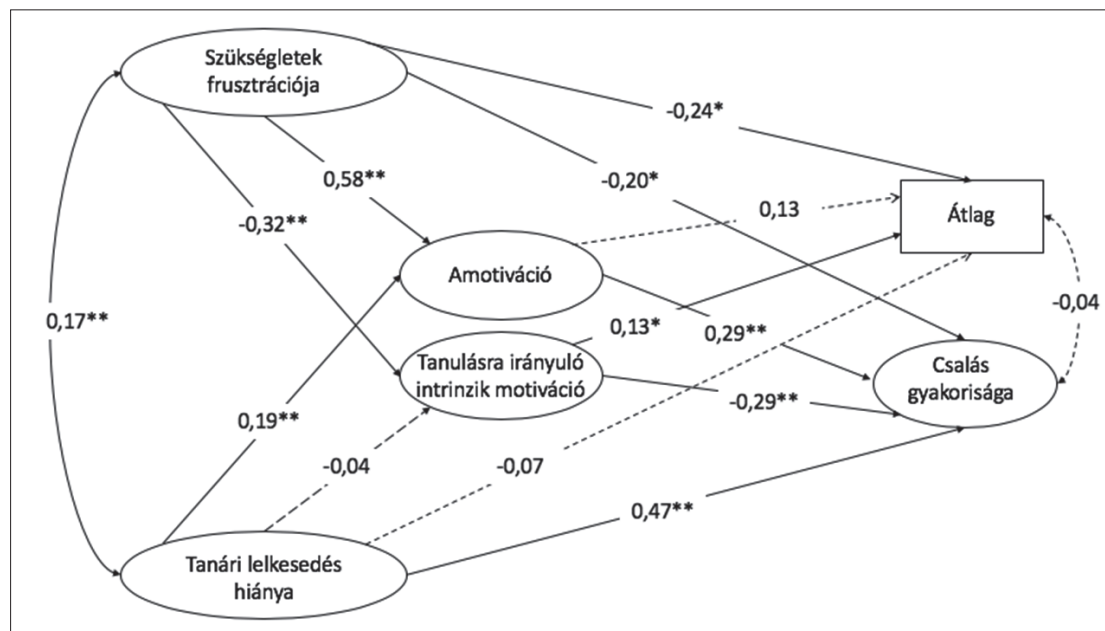 Szükségletek
frusztrációja
-0,24*
0,58**
-0,20*
-0,32**
0,13
Átlag
Amotiváció
0,17**
-0,04
0,13*
0,29**
Tanulásra irányuló
intrinzik motiváció
Csalás
gyakorisága
-0,29**
0,19**
-0,04
-0,07
0,47**
Tanári lelkesedés
hiánya